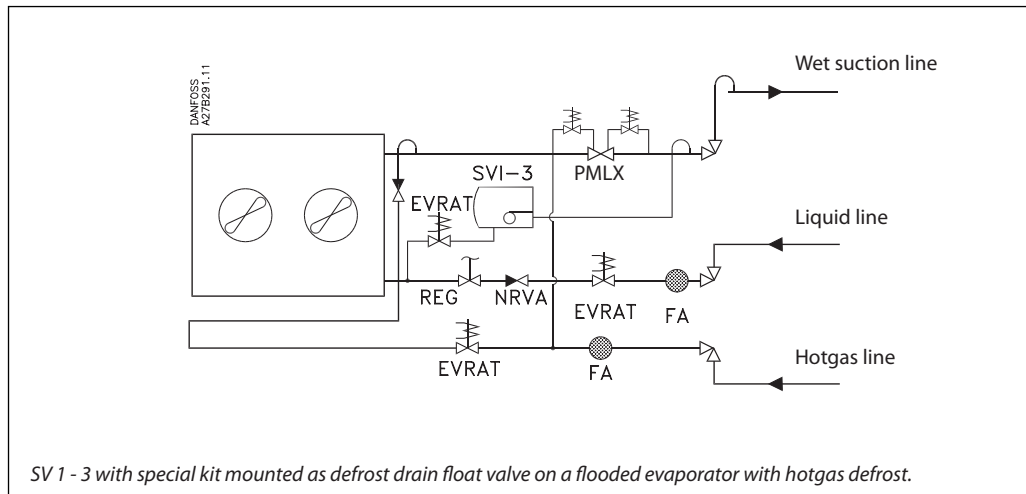 DANFOSS
A27B291.11
Wet suction line
SVI-3
PMLX
EVRAT
Liquid line
REG
NRVA
EVRAT
FA
EVRAT
FA
Hotgas line
SV 1 - 3 with special kit mounted as defrost drain float valve on a flooded evaporator with hotgas defrost.